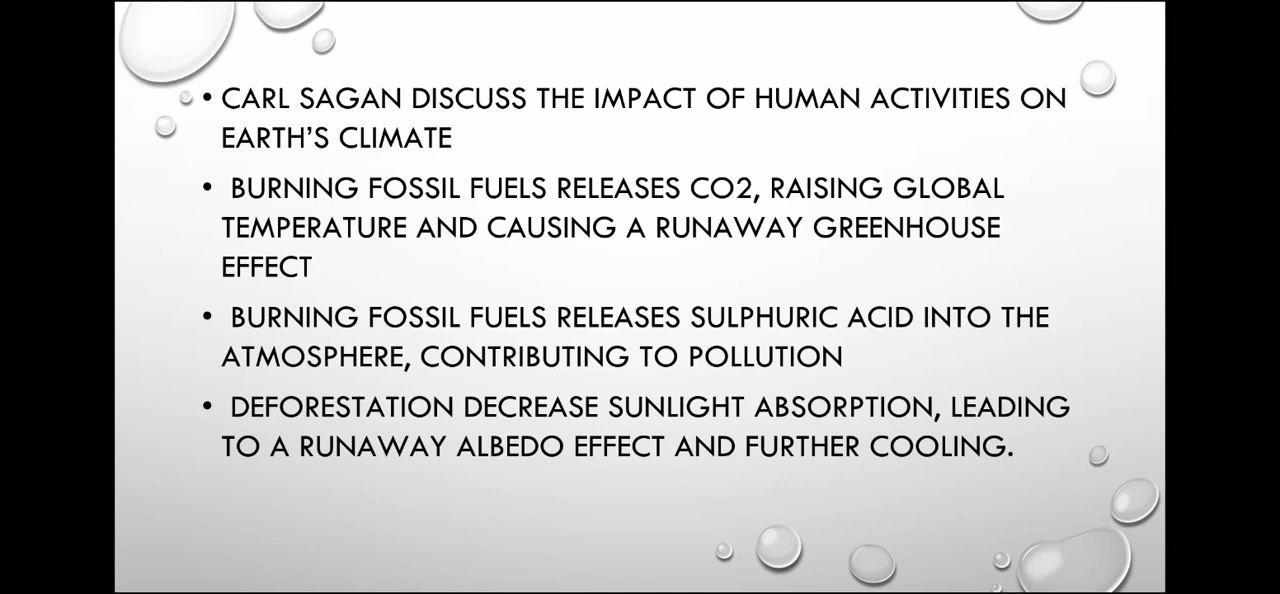 • CARL SAGAN DISCUSS THE IMPACT OF HUMAN ACTIVITIES ON
EARTH'S CLIMATE
• BURNING FOSSIL FUELS RELEASES CO2, RAISING GLOBAL
TEMPERATURE AND CAUSING A RUNAWAY GREENHOUSE
EFFECT
• BURNING FOSSIL FUELS RELEASES SULPHURIC ACID INTO THE
ATMOSPHERE, CONTRIBUTING TO POLLUTION
• DEFORESTATION DECREASE SUNLIGHT ABSORPTION, LEADING
TO A RUNAWAY ALBEDO EFFECT AND FURTHER COOLING.